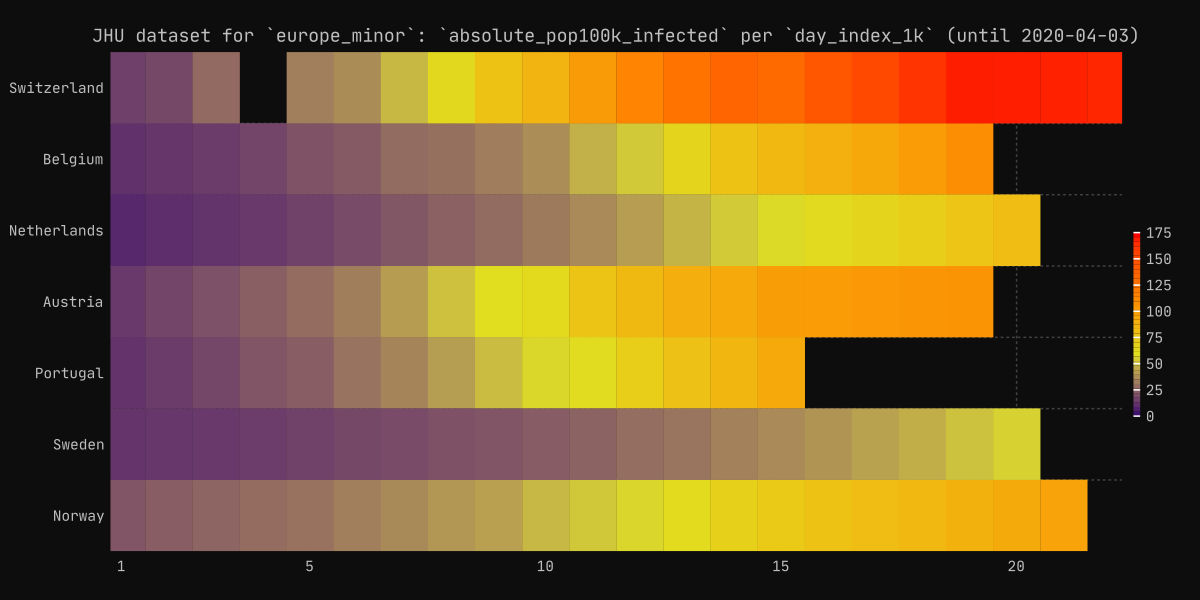 JHU dataset for `europe_minor`: `absolute_pop100k_infected` per `day_index_1k` (until 2020-04-03)
Switzerland
Belgium
Netherlands
Austria
Portugal
Sweden
Norway
1 5 10 15 20
175
150
125
100
75
50
25
0